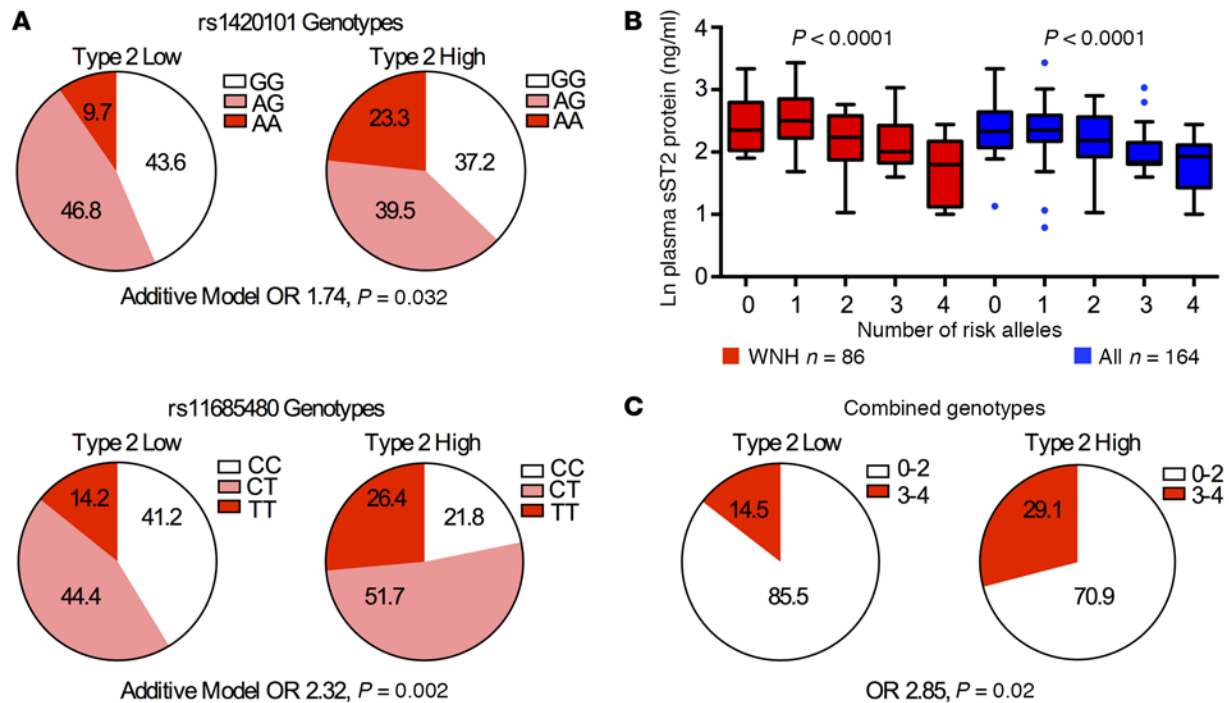 A
rs1420101 Genotypes
Type 2 Low
GG
AG
AA
9.7
43.6
46.8
Type 2 High
GG
AG
AA
23.3
37.2
39.5
Additive Model OR 1.74, P = 0.032
rs11685480 Genotypes
Type 2 Low
CC
CT
TT
14.2
41.2
44.4
Type 2 High
CC
CT
TT
26.4
21.8
51.7
Additive Model OR 2.32, P = 0.002
B
Ln plasma sST2 protein (ng/ml)
4
3
2
1
0
P < 0.0001
P < 0.0001
0 1 2 3 4 0 1 2 3 4
Number of risk alleles
WNH n = 86
All n = 164
C
Combined genotypes
Type 2 Low
0-2
3-4
14.5
85.5
Type 2 High
0-2
3-4
29.1
70.9
OR 2.85, P = 0.02